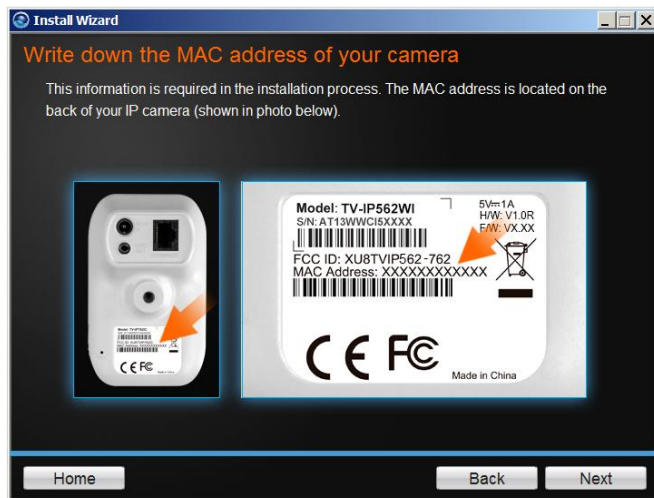 Install Wizard
Write down the MAC address of your camera
This information is required in the installation process. The MAC address is located on the
back of your IP camera (shown in photo below).
Model: TV-IP562WI
S/N: AT13WWCI5XXXX
5V⎓1A
H/W: V1.0R
F/W: VX.XX
FCC ID: XU8TVIP562-762
MAC Address: XXXXXXXXXXXX
CE FC
Made in China
CE FC
Home
Back
Next